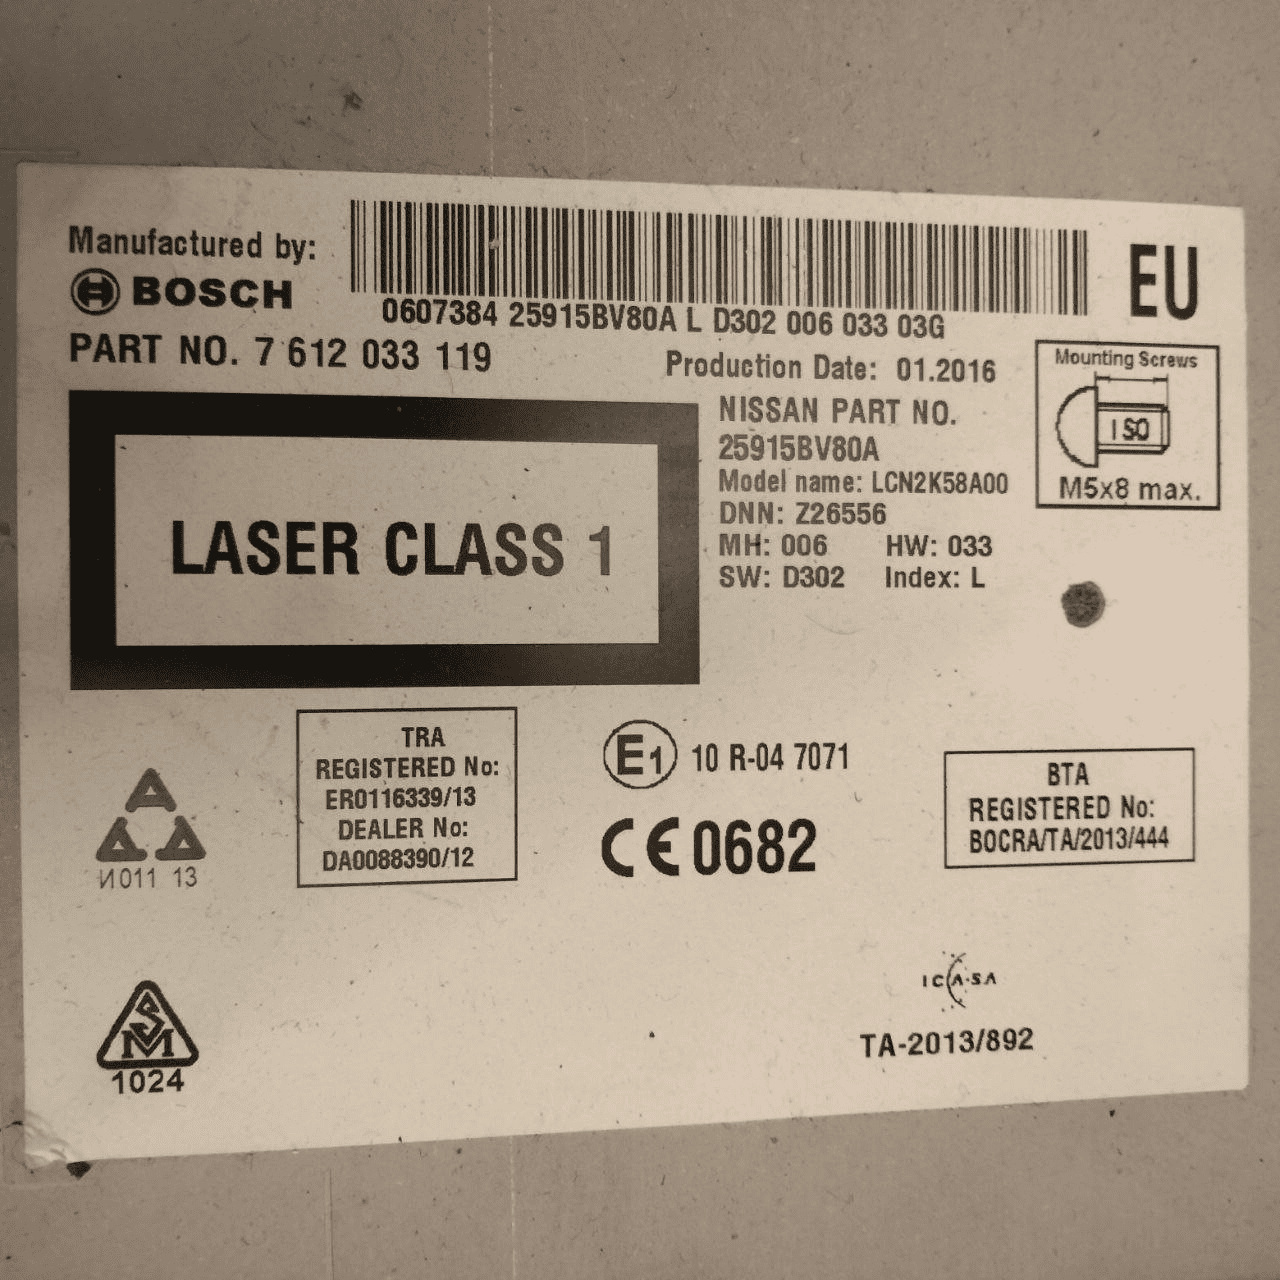 Manufactured by:
BOSCH
0607384 25915BV80A L D302 006 033 03G
EU
PART NO. 7 612 033 119
Production Date: 01.2016
Mounting Screws
ISO
M5x8 max.
LASER CLASS 1
NISSAN PART NO.
25915BV80A
Model name: LCN2K58A00
DNN: Z26556
MH: 006 HW: 033
SW: D302 Index: L
И011 13
TRA
REGISTERED No:
ER0116339/13
DEALER No:
DA0088390/12
E1 10 R-04 7071
CE 0682
BTA
REGISTERED No:
BOCRA/TA/2013/444
SM
1024
ICASA
TA-2013/892